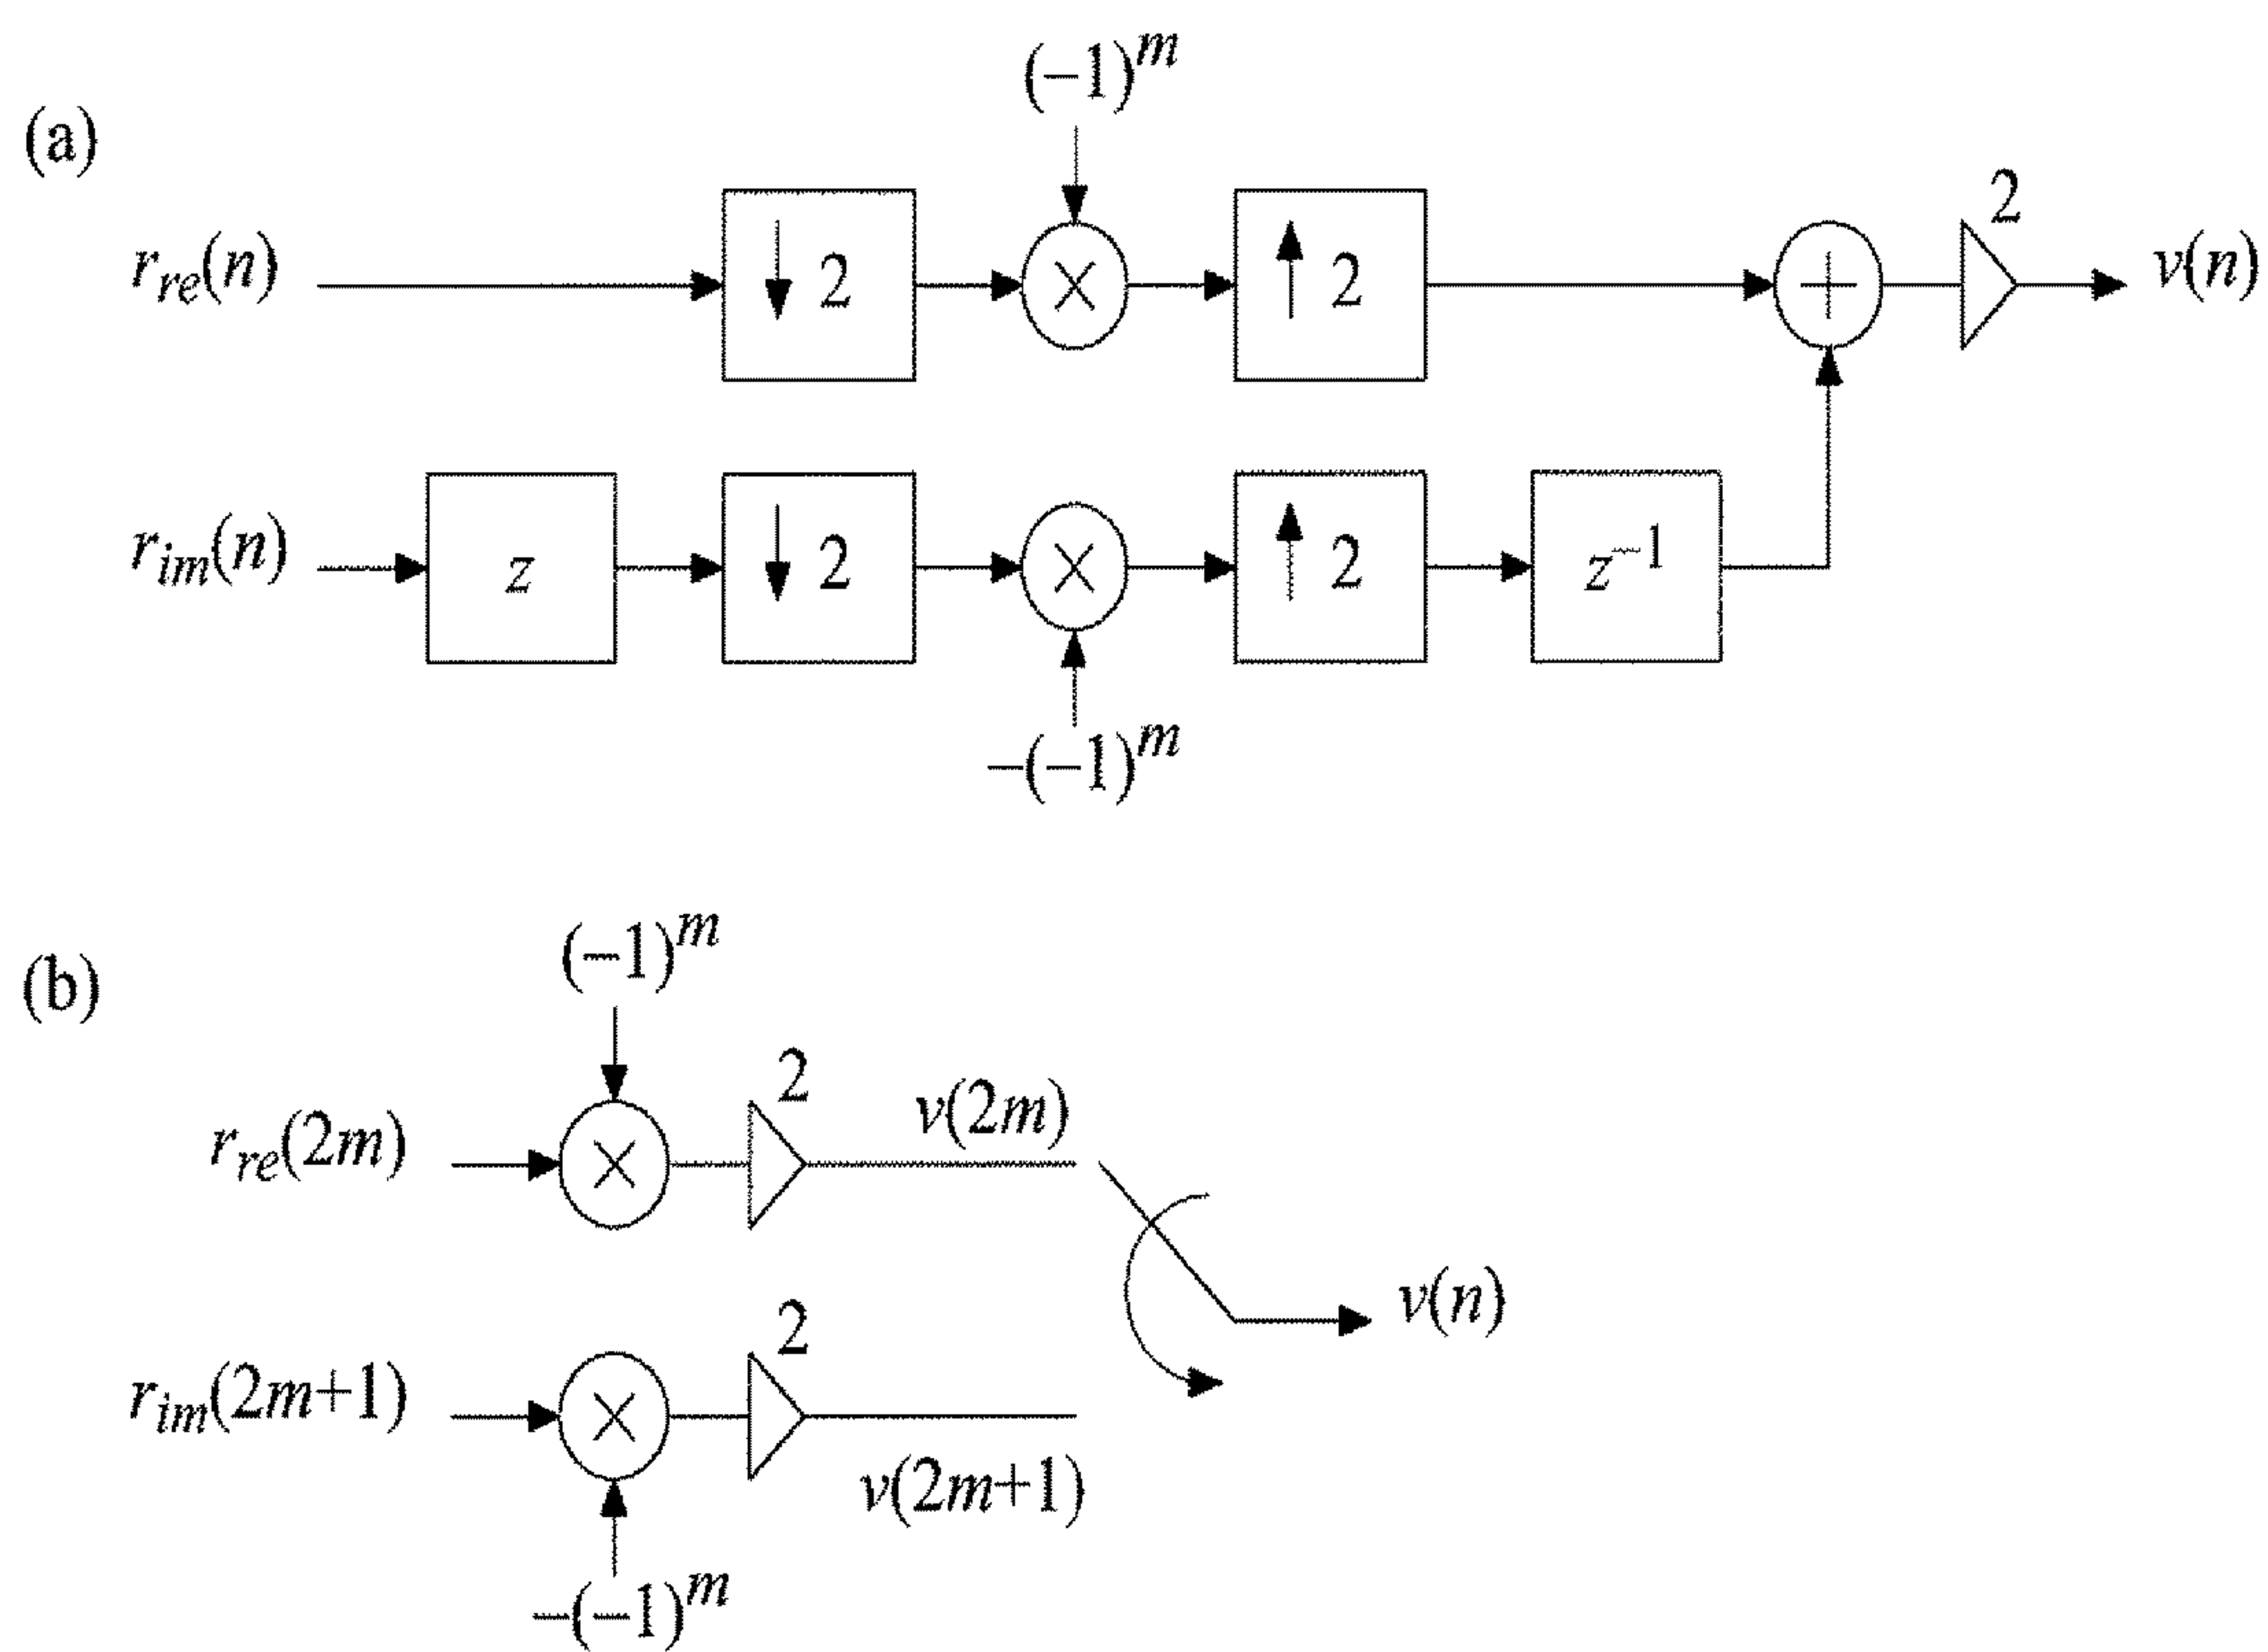 (a)
(−1)^m
r_re(n)
↓ 2
×
↑ 2
+
2
v(n)
r_im(n)
z
↓ 2
×
↑ 2
z^−1
−(−1)^m
(b)
(−1)^m
r_re(2m)
×
2
v(2m)
v(n)
r_im(2m+1)
×
2
v(2m+1)
−(−1)^m